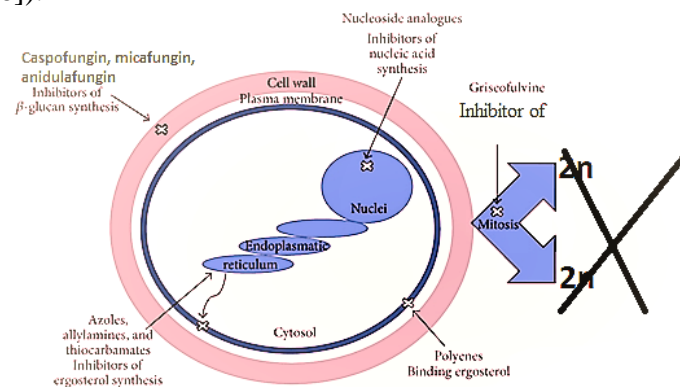 Nucleoside analogues
Inhibitors of
nucleic acid
synthesis
Caspofungin, micafungin,
anidulafungin
Inhibitors of
β-glucan synthesis
Cell wall
Plasma membrane
Griseofulvine
Inhibitor of
2n
Nuclei
Mitosis
Endoplasmatic
reticulum
2n
Cytosol
Azoles,
allylamines, and
thiocarbamates
Inhibitors of
ergosterol synthesis
Polyenes
Binding ergosterol